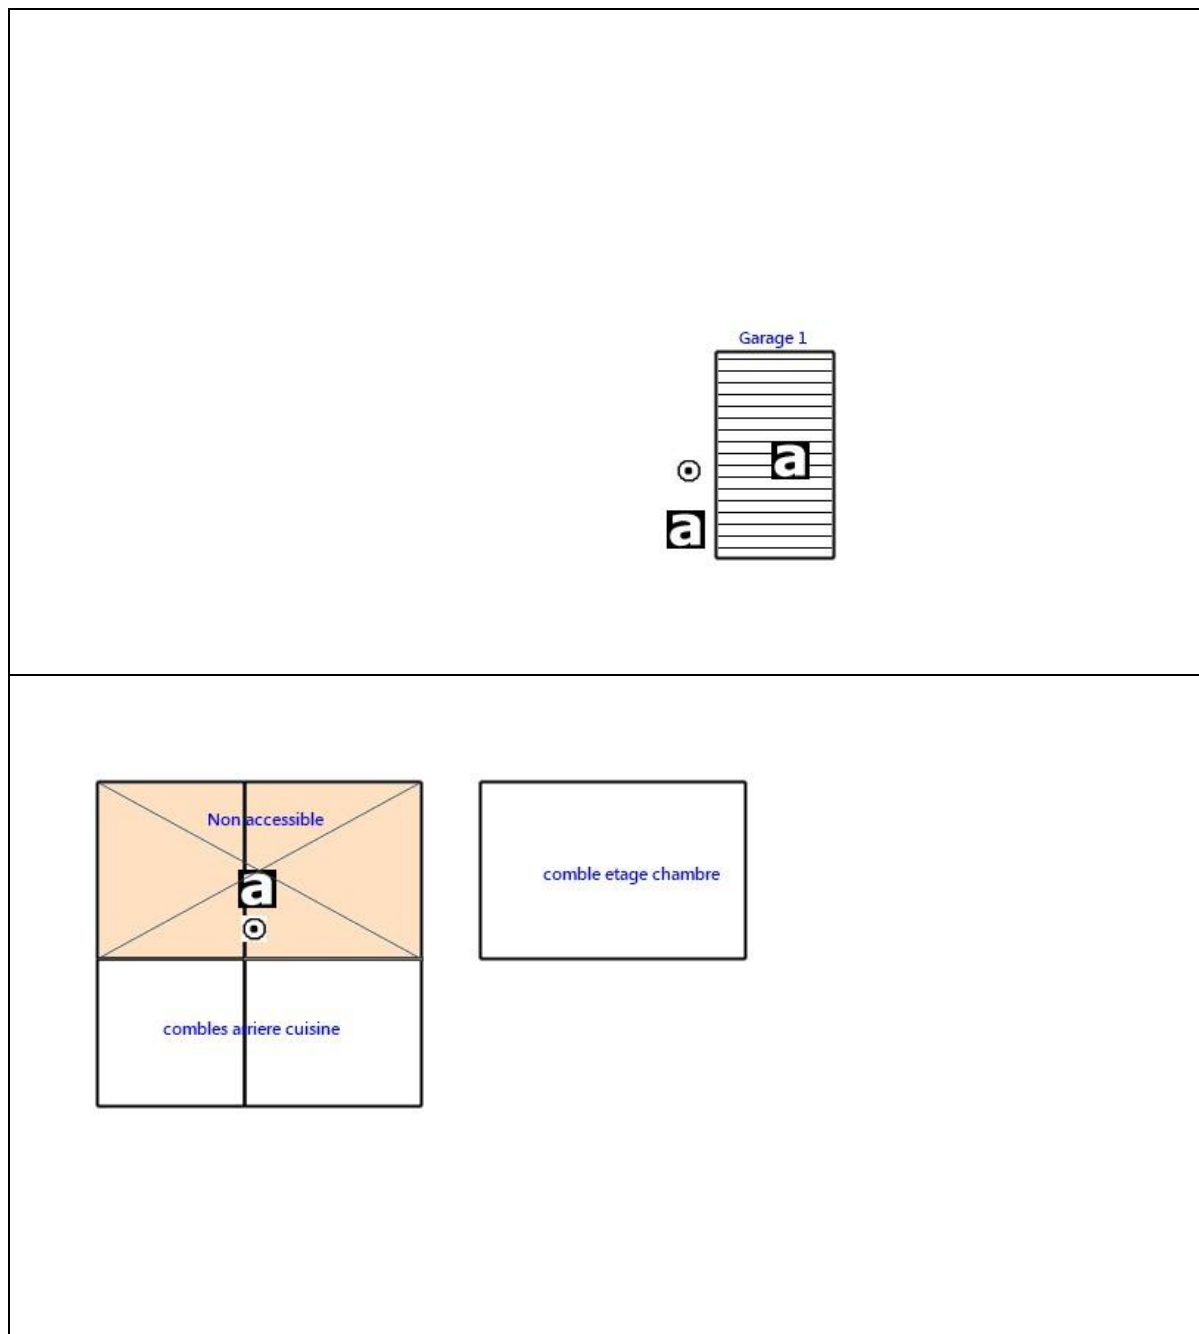 Garage 1
a
a
Non accessible
a
comble etage chambre
combles arriere cuisine